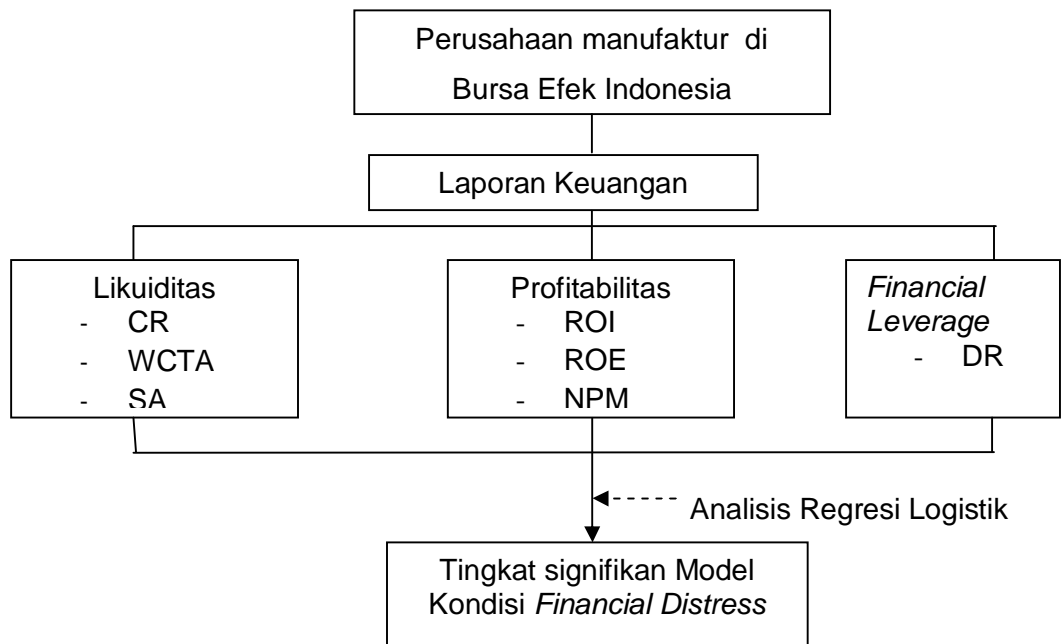 Perusahaan manufaktur di
Bursa Efek Indonesia
Laporan Keuangan
Likuiditas
- CR
- WCTA
- SA
Profitabilitas
- ROI
- ROE
- NPM
Financial
Leverage
- DR
Analisis Regresi Logistik
Tingkat signifikan Model
Kondisi Financial Distress